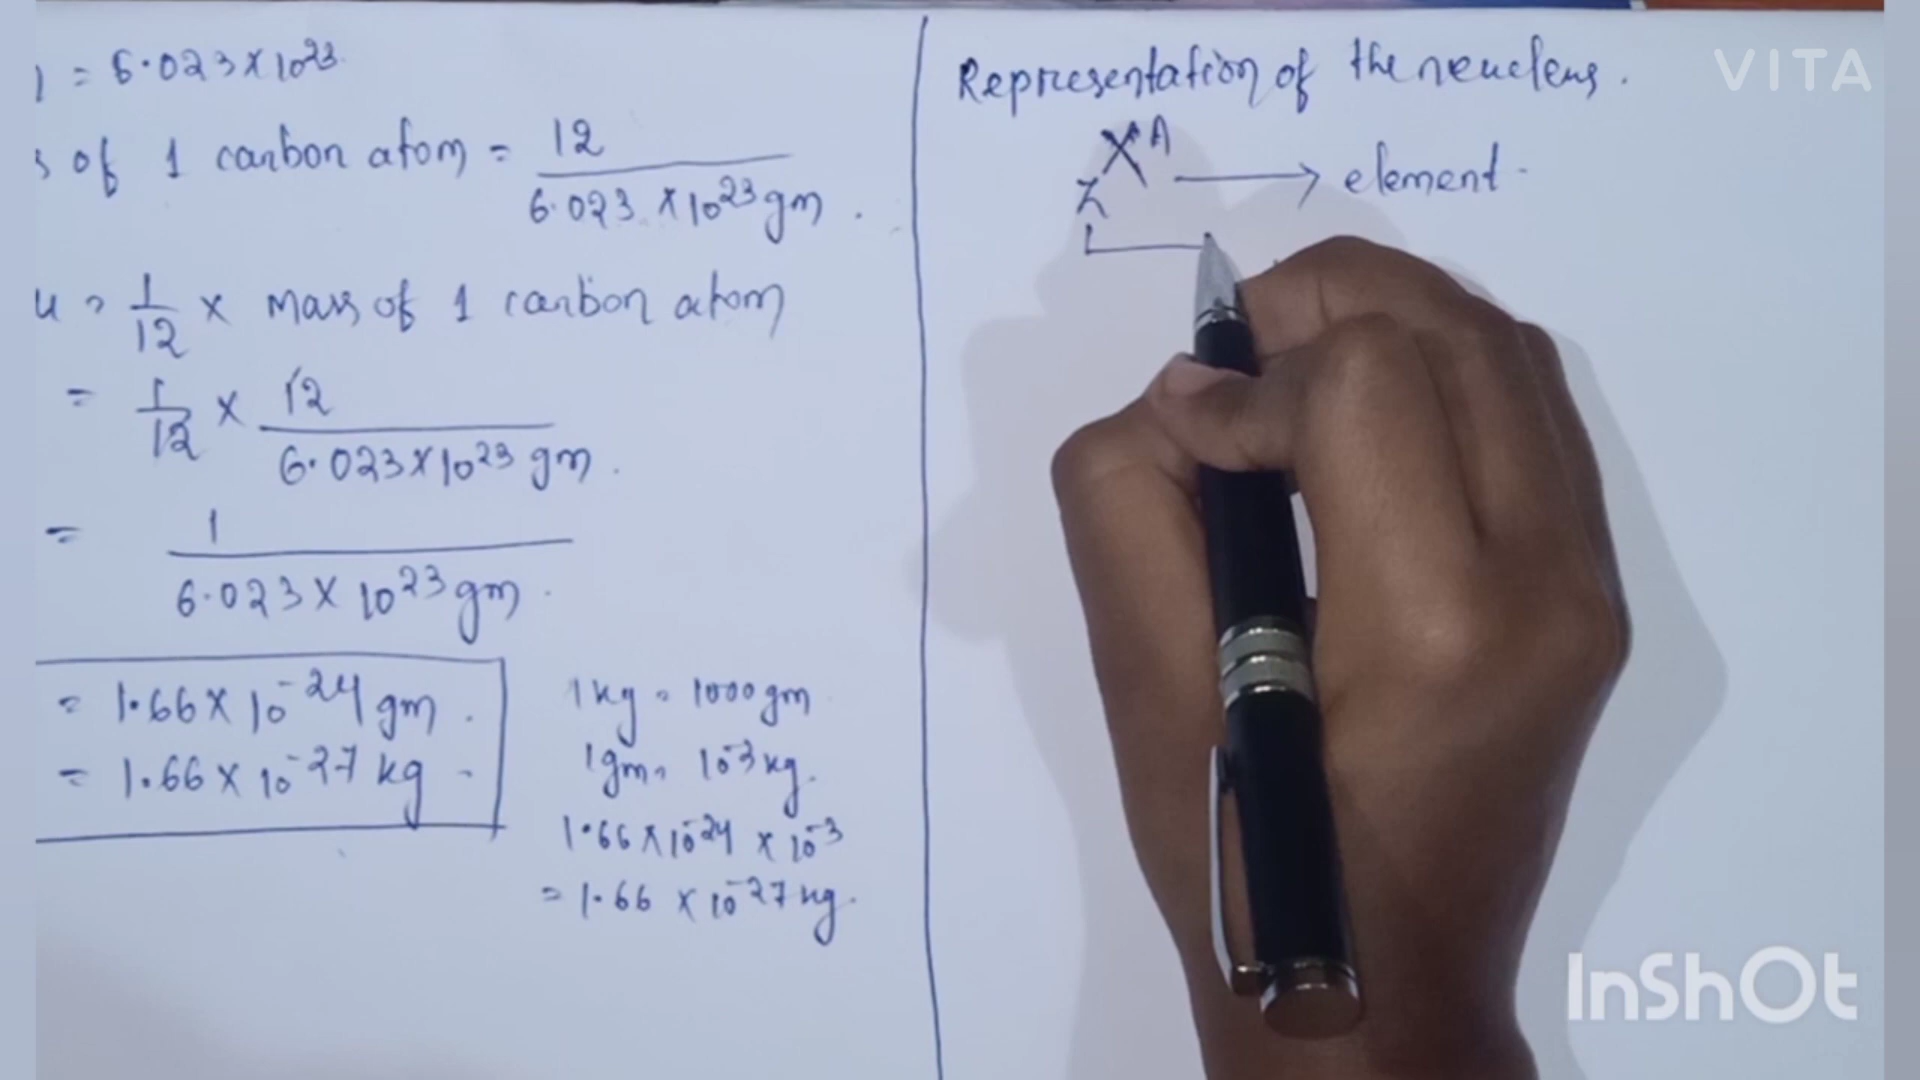 ) = 6.023 x 10²³
s of 1 carbon atom = 12 / 6.023 x 10²³ gm .
u = 1/12 x mass of 1 carbon atom
= 1/12 x 12 / 6.023 x 10²³ gm .
= 1 / 6.023 x 10²³ gm .
= 1.66 x 10⁻²⁴ gm .
= 1.66 x 10⁻²⁷ kg -
1 kg = 1000 gm
1 gm = 10⁻³ kg .
1.66 x 10⁻²⁴ x 10⁻³
= 1.66 x 10⁻²⁷ kg .
Representation of the neucleus .
X A → element -
Z
VITA
InShOt